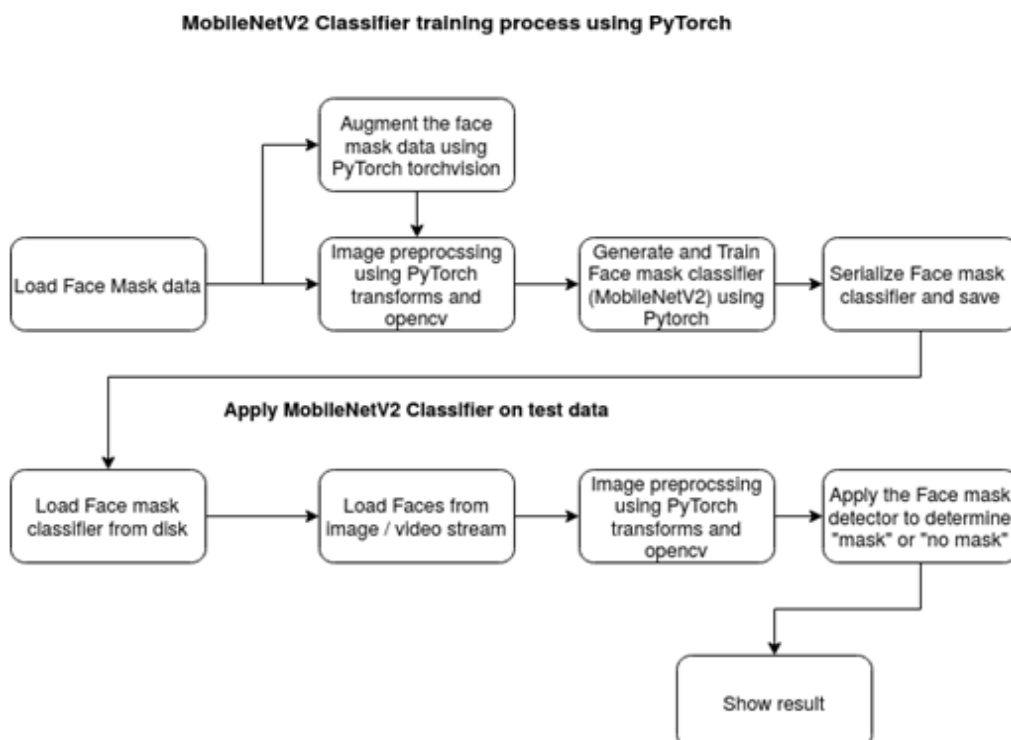 MobileNetV2 Classifier training process using PyTorch
Augment the face
mask data using
PyTorch torchvision
Load Face Mask data
Image preprocssing
using PyTorch
transforms and
opencv
Generate and Train
Face mask classifier
(MobileNetV2) using
Pytorch
Serialize Face mask
classifier and save
Apply MobileNetV2 Classifier on test data
Load Face mask
classifier from disk
Load Faces from
image / video stream
Image preprocssing
using PyTorch
transforms and
opencv
Apply the Face mask
detector to determine
"mask" or "no mask"
Show result